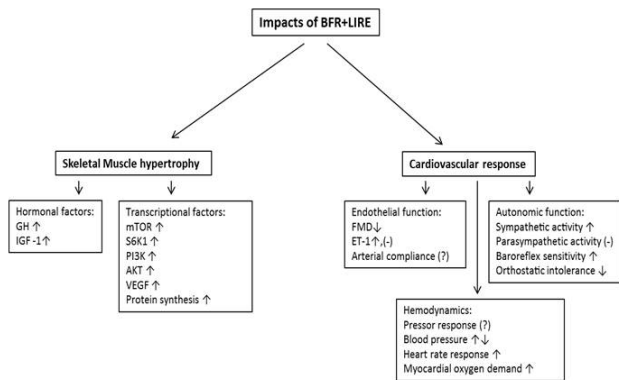 Impacts of BFR+LIRE
Skeletal Muscle hypertrophy
Cardiovascular response
Hormonal factors:
GH ↑
IGF -1↑
Transcriptional factors:
mTOR ↑
S6K1 ↑
PI3K ↑
AKT ↑
VEGF ↑
Protein synthesis ↑
Endothelial function:
FMD↓
ET-1↑,(-)
Arterial compliance (?)
Autonomic function:
Sympathetic activity ↑
Parasympathetic activity (-)
Baroreflex sensitivity ↑
Orthostatic intolerance ↓
Hemodynamics:
Pressor response (?)
Blood pressure ↑↓
Heart rate response ↑
Myocardial oxygen demand ↑